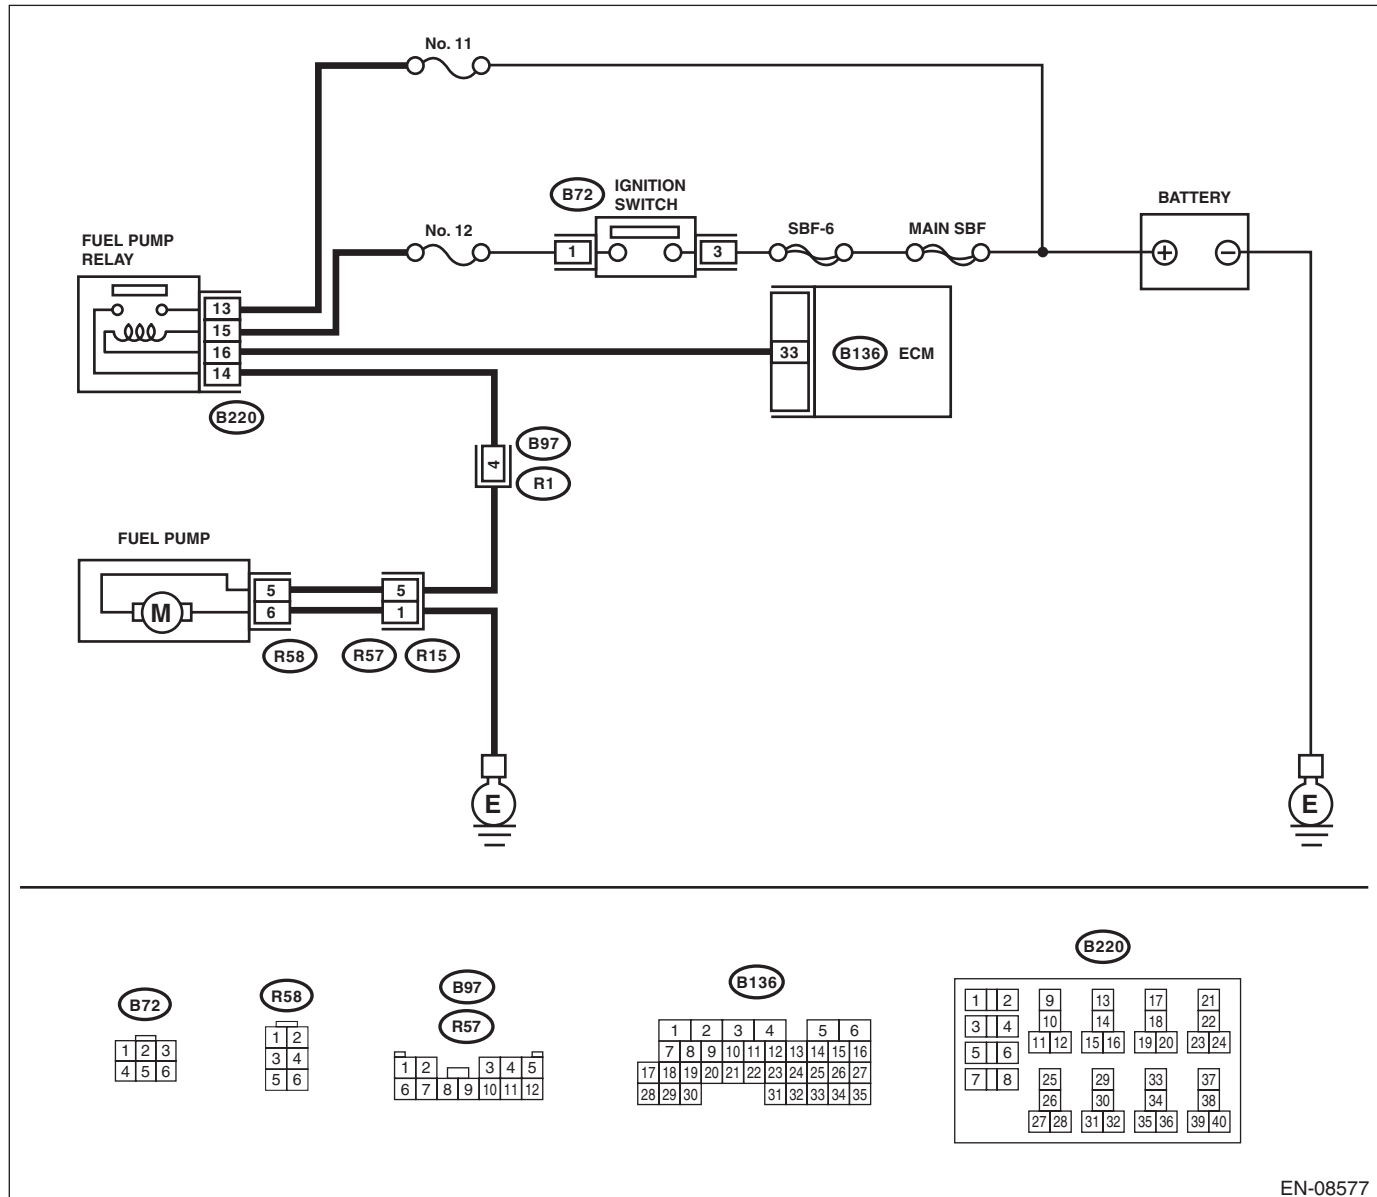 No. 11
B72
IGNITION
SWITCH
BATTERY
FUEL PUMP
RELAY
No. 12
SBF-6
MAIN SBF
1
3
+
−
13
15
16
14
33
B136
ECM
B220
4
B97
R1
FUEL PUMP
M
5
6
5
1
R58
R57
R15
E
E
B72
1 2 3
4 5 6
R58
1 2
3 4
5 6
B97
R57
1 2 3 4 5
6 7 8 9 10 11 12
B136
1 2 3 4 5 6
7 8 9 10 11 12 13 14 15 16
17 18 19 20 21 22 23 24 25 26 27
28 29 30 31 32 33 34 35
B220
1 2 9 13 17 21
3 4 10 14 18 22
11 12 15 16 19 20 23 24
5 6
7 8 25 29 33 37
26 30 34 38
27 28 31 32 35 36 39 40
EN-08577